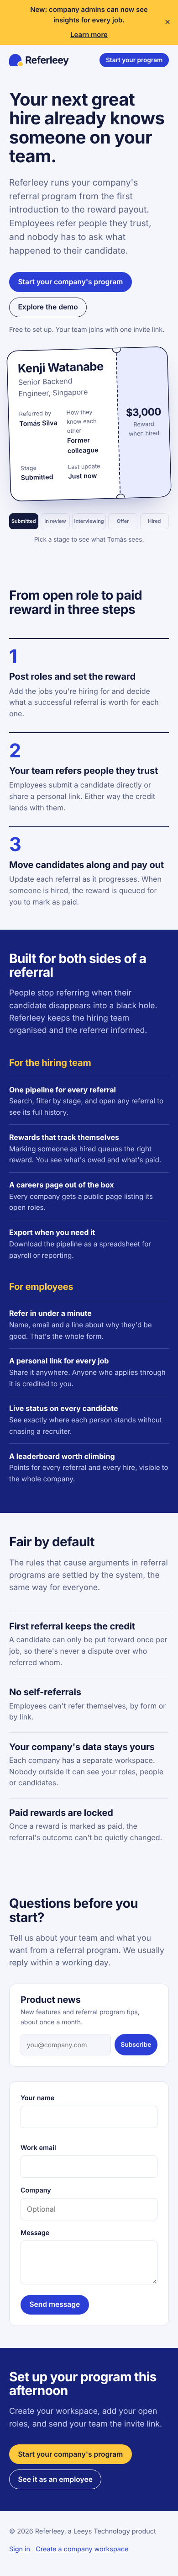 New: company admins can now see
insights for every job.
Learn more
×
Referleey
Start your program
Your next great
hire already knows
someone on your
team.
Referleey runs your company's
referral program from the first
introduction to the reward payout.
Employees refer people they trust,
and nobody has to ask what
happened to their candidate.
Start your company's program
Explore the demo
Free to set up. Your team joins with one invite link.
Kenji Watanabe
Senior Backend
Engineer, Singapore
Referred by
Tomás Silva
How they
know each
other
Former
colleague
Stage
Submitted
Last update
Just now
$3,000
Reward
when hired
Submitted
In review
Interviewing
Offer
Hired
Pick a stage to see what Tomás sees.
From open role to paid
reward in three steps
1
Post roles and set the reward
Add the jobs you're hiring for and decide
what a successful referral is worth for each
one.
2
Your team refers people they trust
Employees submit a candidate directly or
share a personal link. Either way the credit
lands with them.
3
Move candidates along and pay out
Update each referral as it progresses. When
someone is hired, the reward is queued for
you to mark as paid.
Built for both sides of a
referral
People stop referring when their
candidate disappears into a black hole.
Referleey keeps the hiring team
organised and the referrer informed.
For the hiring team
One pipeline for every referral
Search, filter by stage, and open any referral to
see its full history.
Rewards that track themselves
Marking someone as hired queues the right
reward. You see what's owed and what's paid.
A careers page out of the box
Every company gets a public page listing its
open roles.
Export when you need it
Download the pipeline as a spreadsheet for
payroll or reporting.
For employees
Refer in under a minute
Name, email and a line about why they'd be
good. That's the whole form.
A personal link for every job
Share it anywhere. Anyone who applies through
it is credited to you.
Live status on every candidate
See exactly where each person stands without
chasing a recruiter.
A leaderboard worth climbing
Points for every referral and every hire, visible to
the whole company.
Fair by default
The rules that cause arguments in referral
programs are settled by the system, the
same way for everyone.
First referral keeps the credit
A candidate can only be put forward once per
job, so there's never a dispute over who
referred whom.
No self-referrals
Employees can't refer themselves, by form or
by link.
Your company's data stays yours
Each company has a separate workspace.
Nobody outside it can see your roles, people
or candidates.
Paid rewards are locked
Once a reward is marked as paid, the
referral's outcome can't be quietly changed.
Questions before you
start?
Tell us about your team and what you
want from a referral program. We usually
reply within a working day.
Product news
New features and referral program tips,
about once a month.
you@company.com
Subscribe
Your name
Work email
Company
Optional
Message
Send message
Set up your program this
afternoon
Create your workspace, add your open
roles, and send your team the invite link.
Start your company's program
See it as an employee
© 2026 Referleey, a Leeys Technology product
Sign in
Create a company workspace